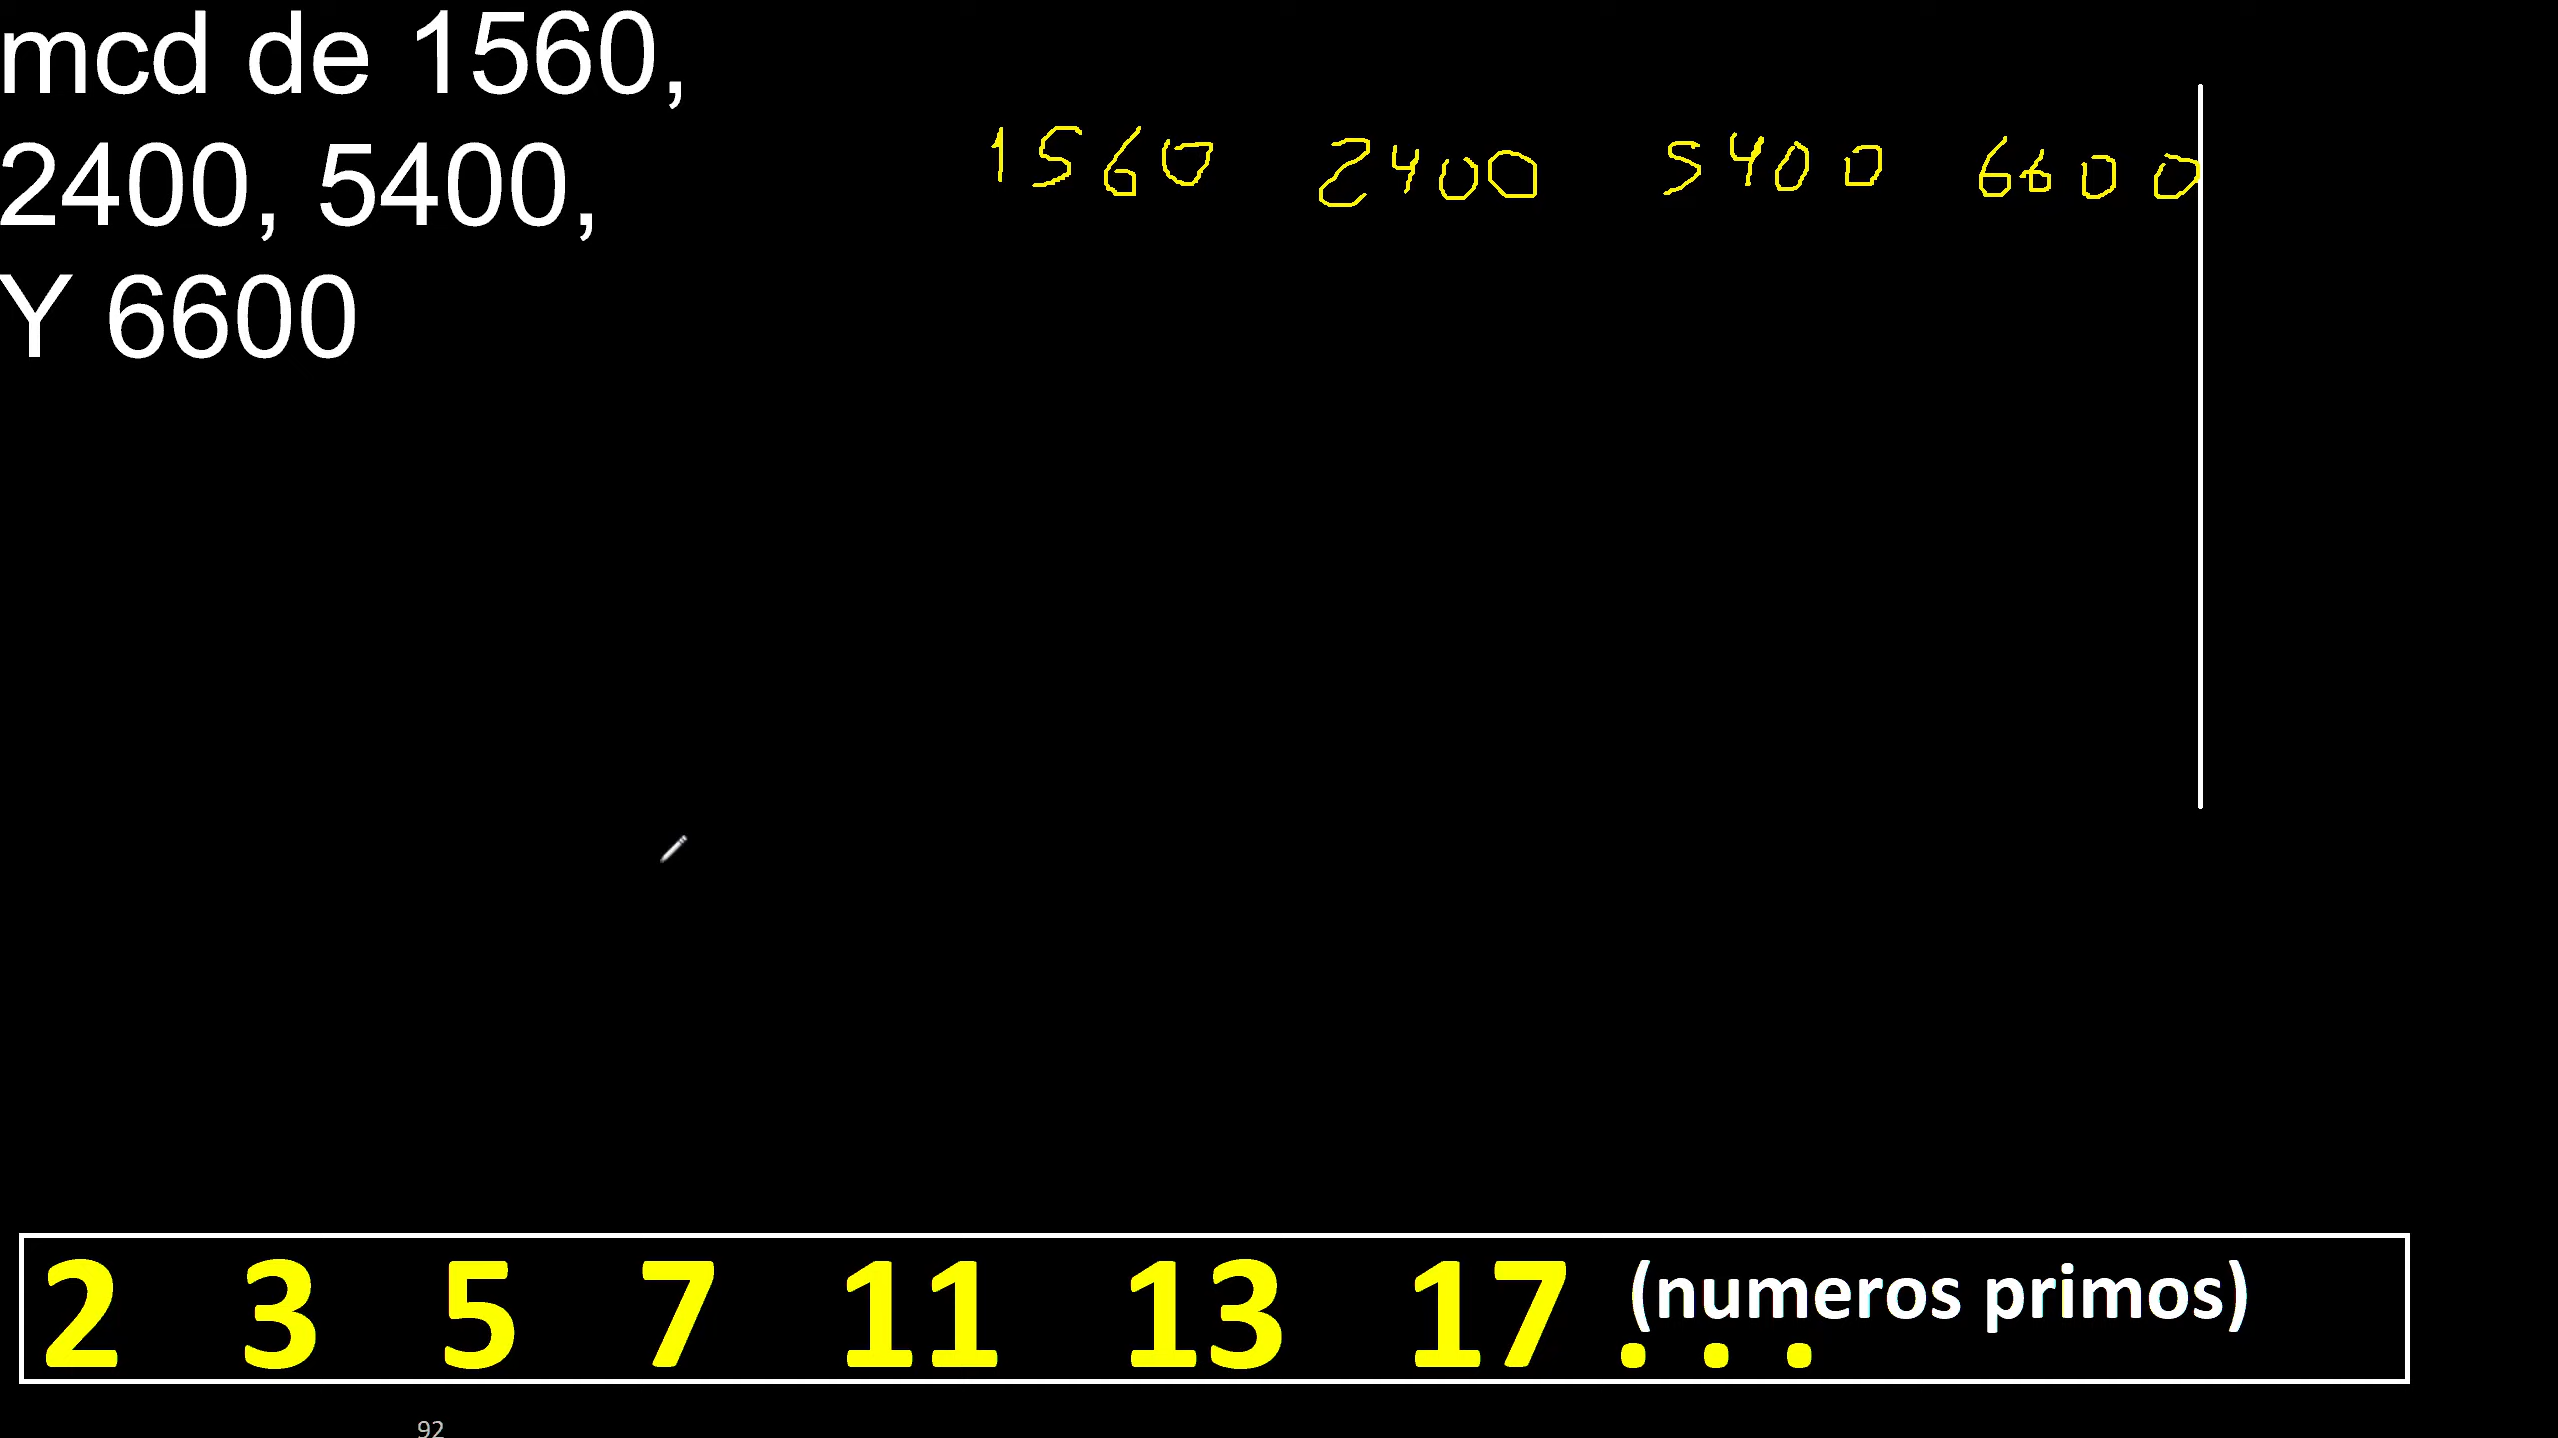 mcd de 1560,
2400, 5400,
Y 6600
1560 2400 5400 6600
2 3 5 7 11 13 17 . . . (numeros primos)
92